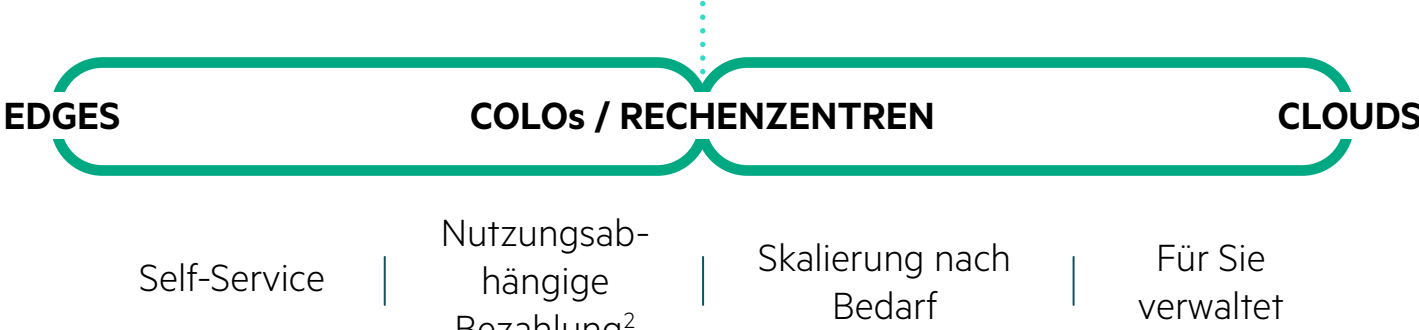 EDGES COLOs / RECHENZENTREN CLOUDS
Self-Service
Nutzungsab-
hängige
Bezahlung²
Skalierung nach
Bedarf
Für Sie
verwaltet